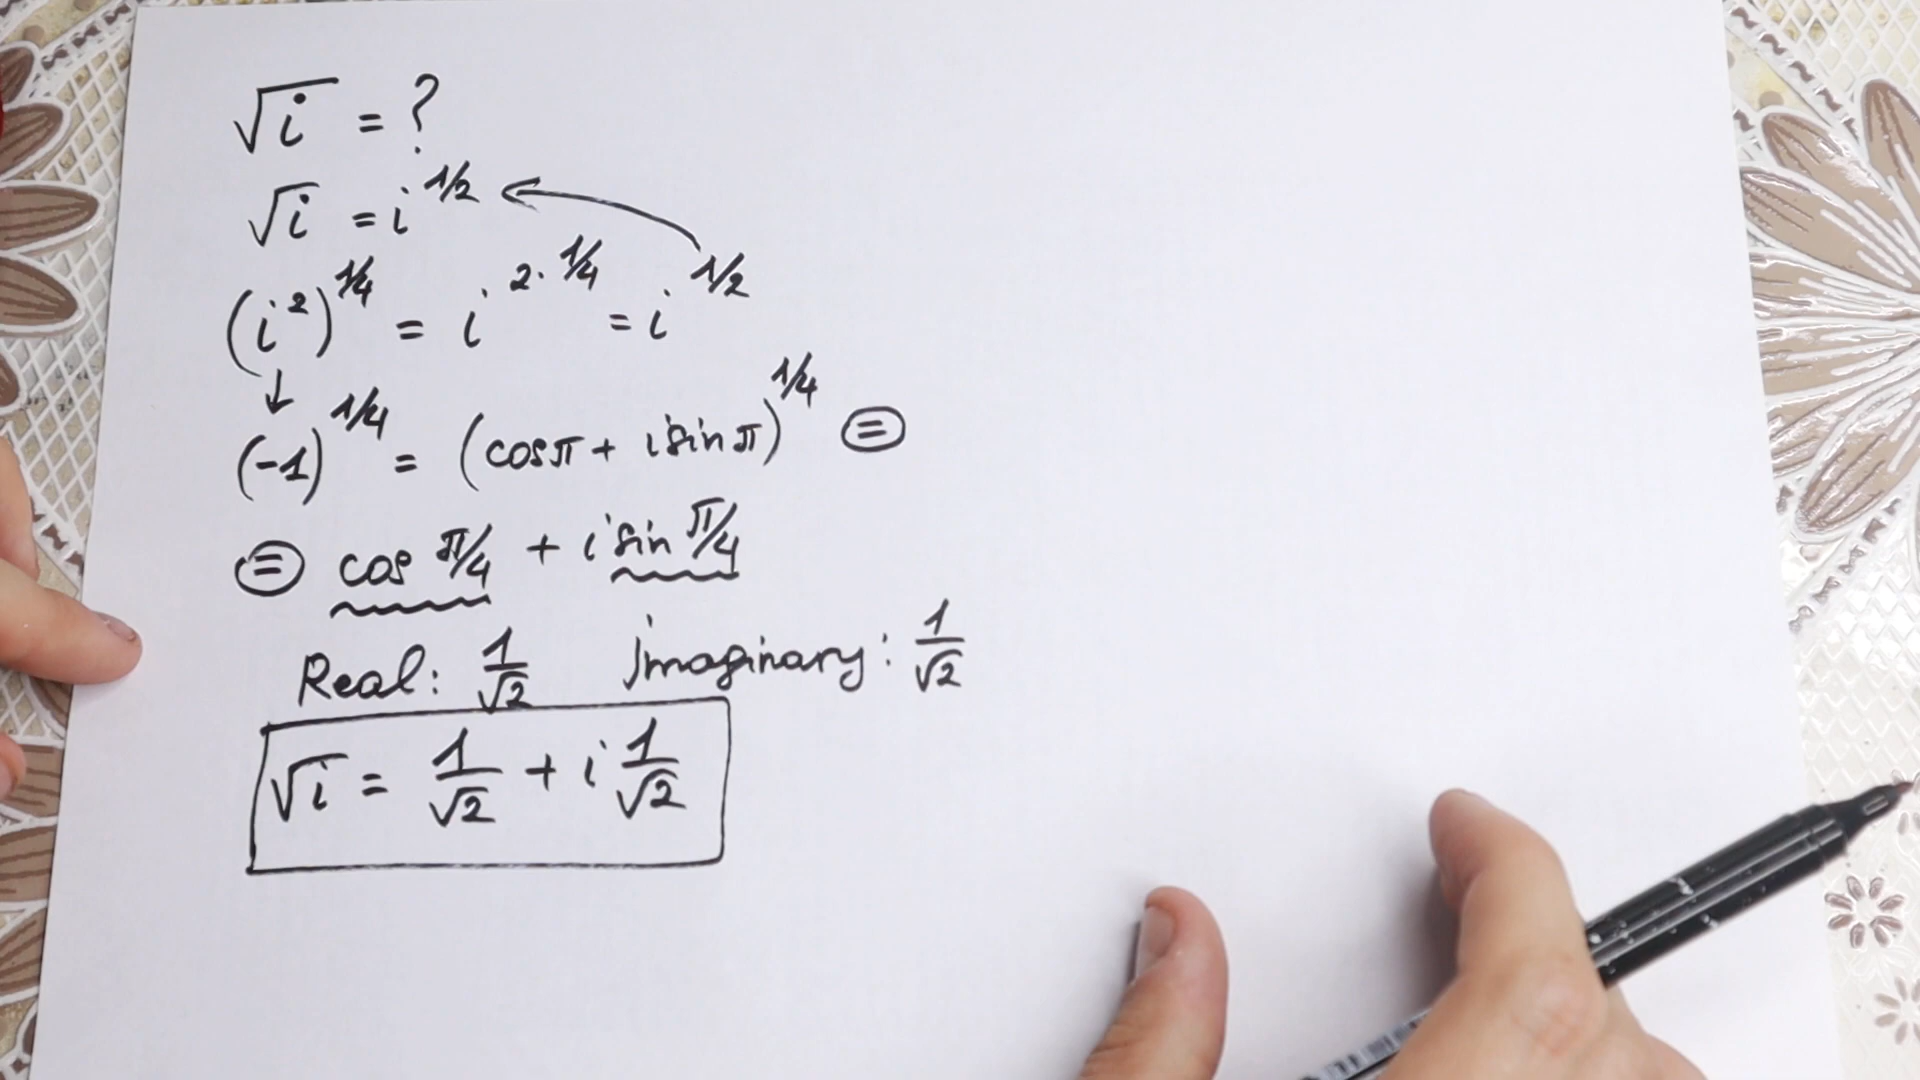 √i = ?
√i = i^1/2
(i^2)^1/4 = i^2·1/4 = i^1/2
(-1)^1/4 = (cosπ + i sinπ)^1/4 =
= cos π/4 + i sin π/4
Real: 1/√2 Imaginary: 1/√2
√i = 1/√2 + i 1/√2